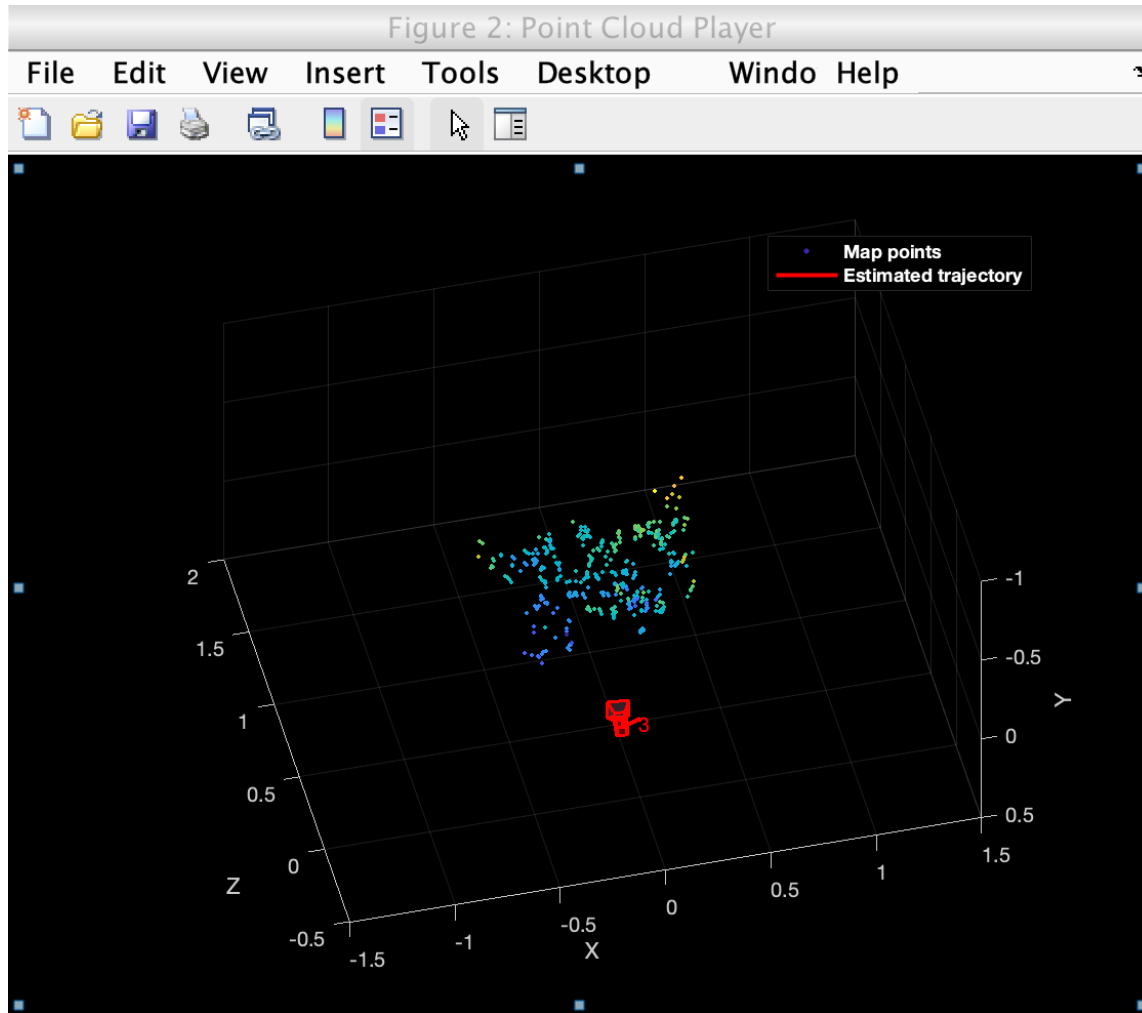 Figure 2: Point Cloud Player
File Edit View Insert Tools Desktop Windo Help
Map points
Estimated trajectory
2
1.5
1
0.5
0
-0.5
Z
-1.5
-1
-0.5
0
0.5
1
1.5
X
-1
-0.5
0
0.5
Y
3